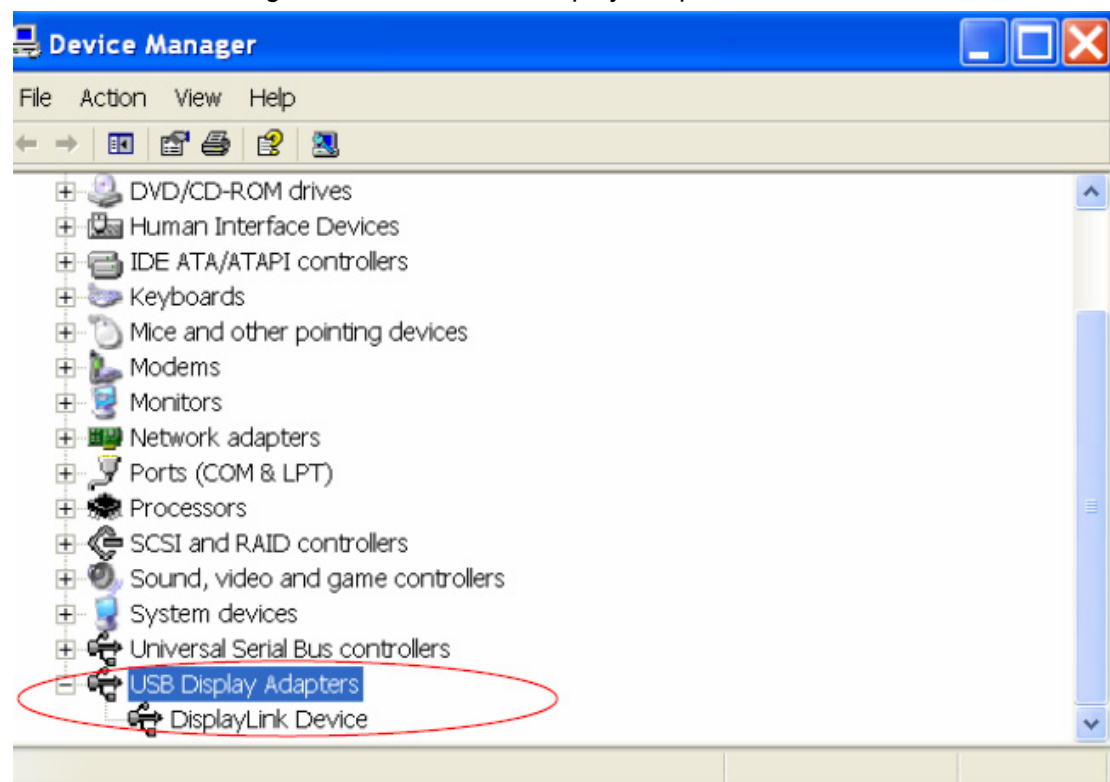 Device Manager
File Action View Help
DVD/CD-ROM drives
Human Interface Devices
IDE ATA/ATAPI controllers
Keyboards
Mice and other pointing devices
Modems
Monitors
Network adapters
Ports (COM & LPT)
Processors
SCSI and RAID controllers
Sound, video and game controllers
System devices
Universal Serial Bus controllers
USB Display Adapters
DisplayLink Device